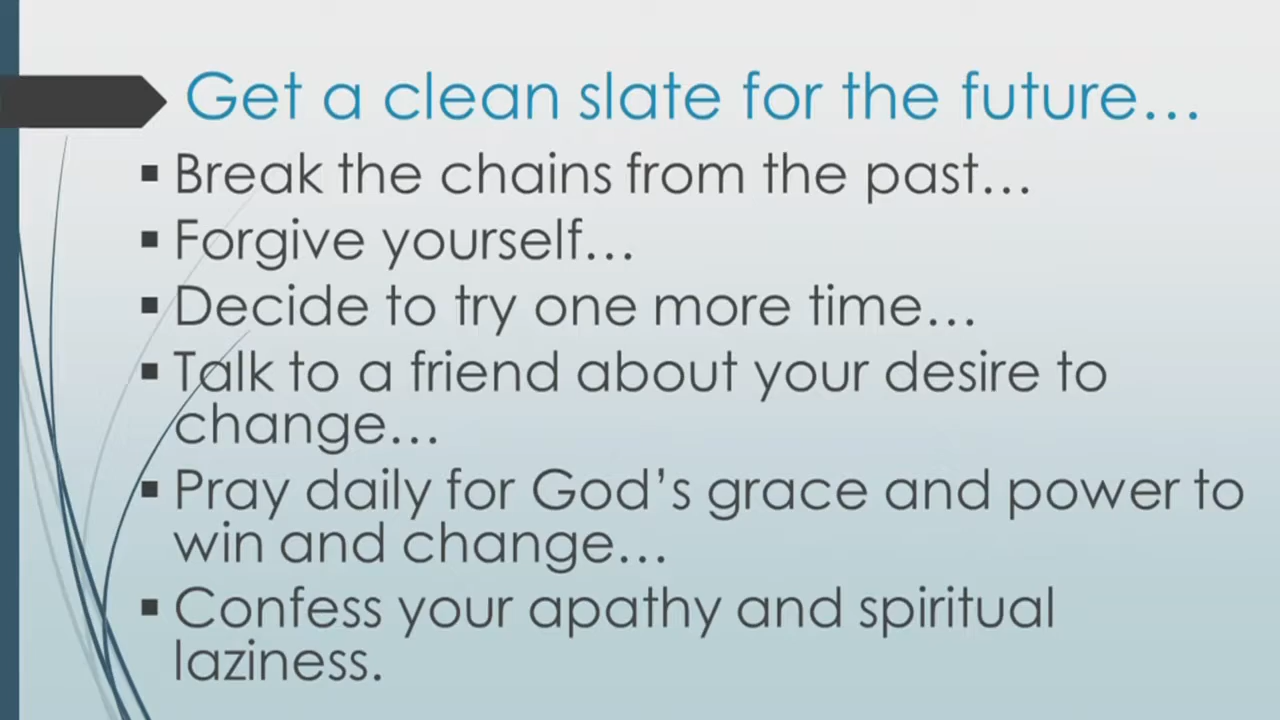 Get a clean slate for the future…
▪ Break the chains from the past…
▪ Forgive yourself…
▪ Decide to try one more time…
▪ Talk to a friend about your desire to
change…
▪ Pray daily for God’s grace and power to
win and change…
▪ Confess your apathy and spiritual
laziness.